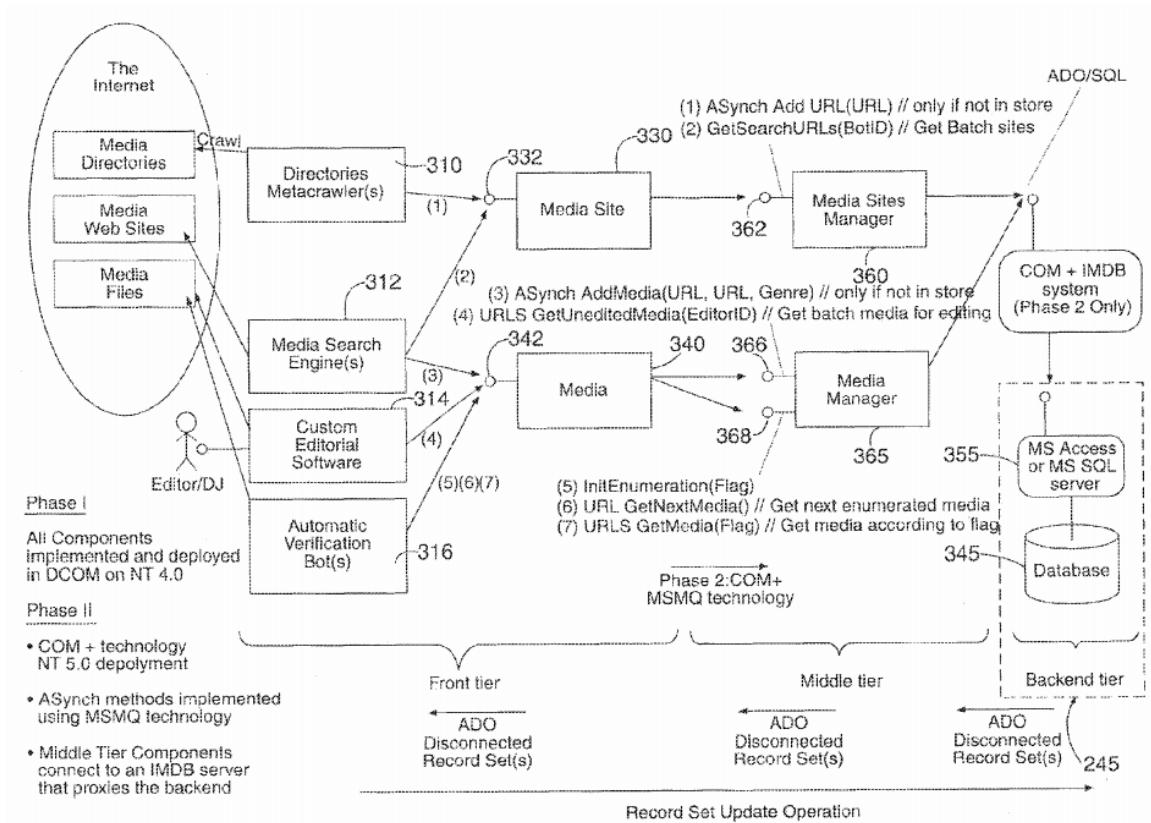 The
Internet
Media
Directories
Media
Web Sites
Media
Files
Crawl
Directories
Metacrawler(s)
310
(1)
332
Media Site
330
(1) ASynch Add URL(URL) // only if not in store
(2) GetSearchURLs(BotID) // Get Batch sites
362
Media Sites
Manager
360
ADO/SQL
COM + IMDB
system
(Phase 2 Only)
312
Media Search
Engine(s)
(2)
(3)
342
Media
340
(3) ASynch AddMedia(URL, URL, Genre) // only if not in store
(4) URLS GetUneditedMedia(EditorID) // Get batch media for editing
366
368
Media
Manager
365
314
Custom
Editorial
Software
(4)
Editor/DJ
(5)(6)(7)
Automatic
Verification
Bot(s)
316
(5) InitEnumeration(Flag)
(6) URL GetNextMedia() // Get next enumerated media
(7) URLS GetMedia(Flag) // Get media according to flag
355
MS Access
or MS SQL
server
345
Database
Phase 2:COM+
MSMQ technology
Phase I
All Components
implemented and deployed
in DCOM on NT 4.0
Phase II
• COM + technology
NT 5.0 depolyment
• ASynch methods implemented
using MSMQ technology
• Middle Tier Components
connect to an IMDB server
that proxies the backend
Front tier
Middle tier
Backend tier
ADO
Disconnected
Record Set(s)
ADO
Disconnected
Record Set(s)
ADO
Disconnected
Record Set(s)
245
Record Set Update Operation